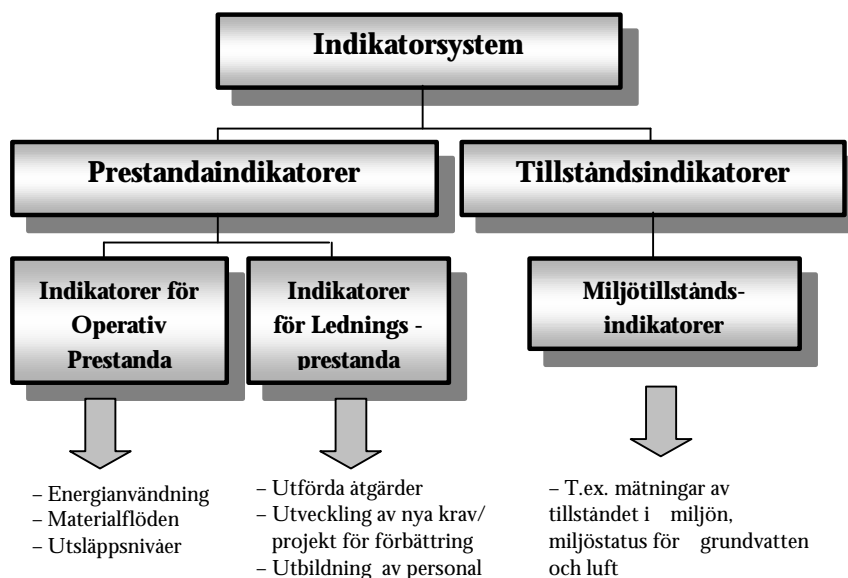 Indikatorsystem
Prestandaindikatorer
Tillståndsindikatorer
Indikatorer för
Operativ
Prestanda
Indikatorer
för Lednings -
prestanda
Miljötillstånds-
indikatorer
– Energianvändning
– Materialflöden
– Utsläppsnivåer
– Utförda åtgärder
– Utveckling av nya krav/
projekt för förbättring
– Utbildning av personal
– T.ex. mätningar av
tillståndet i miljön,
miljöstatus för grundvatten
och luft